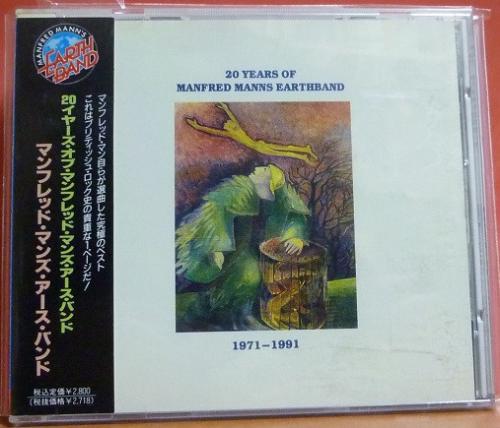 MANFRED MANN'S
EARTH
BAND
マンフレッド・マン自らが選曲した究極のベスト
これはブリティッシュ・ロック史の貴重な1ページだ!
20イヤーズ・オブ・マンフレッド・マンズ・アース・バンド
マンフレッド・マンズ・アース・バンド
税込定価¥2,800
(税抜価格¥2,718)
20 YEARS OF
MANFRED MANNS EARTHBAND
1971–1991